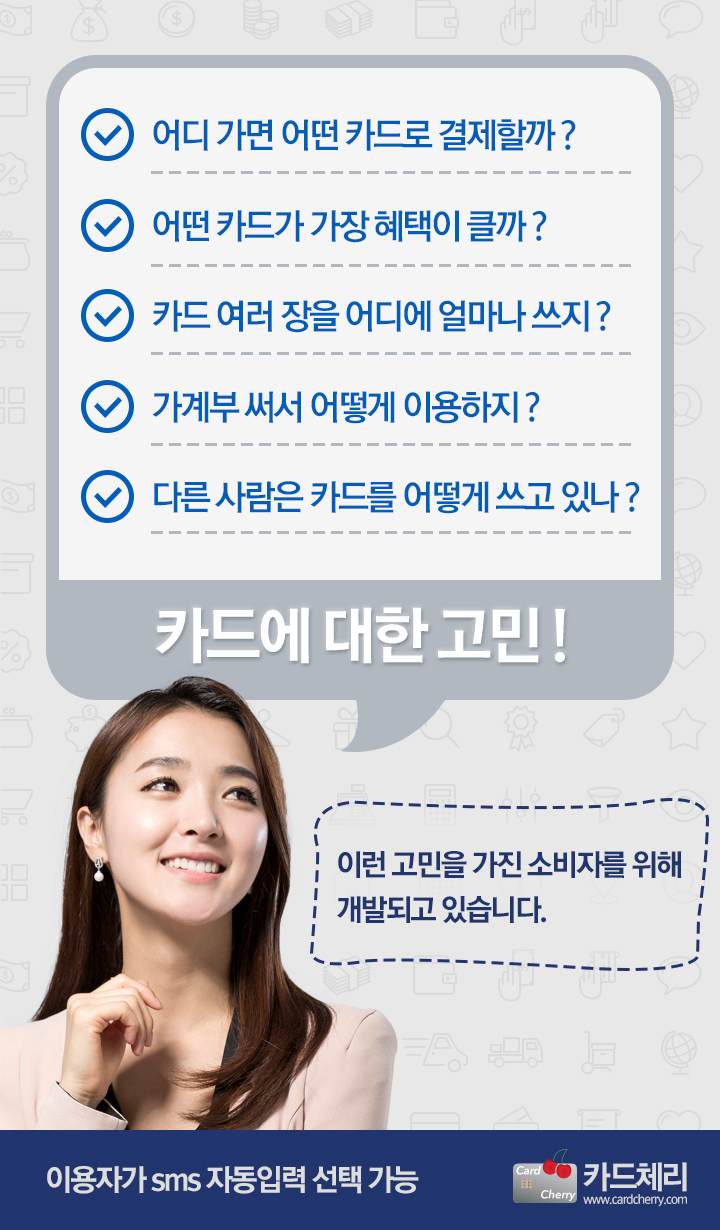 어디 가면 어떤 카드로 결제할까?
어떤 카드가 가장 혜택이 클까?
카드 여러 장을 어디에 얼마나 쓰지?
가계부 써서 어떻게 이용하지?
다른 사람은 카드를 어떻게 쓰고 있나?
카드에 대한 고민!
이런 고민을 가진 소비자를 위해
개발되고 있습니다.
이용자가 sms 자동입력 선택 가능
Card
Cherry
카드체리
www.cardcherry.com